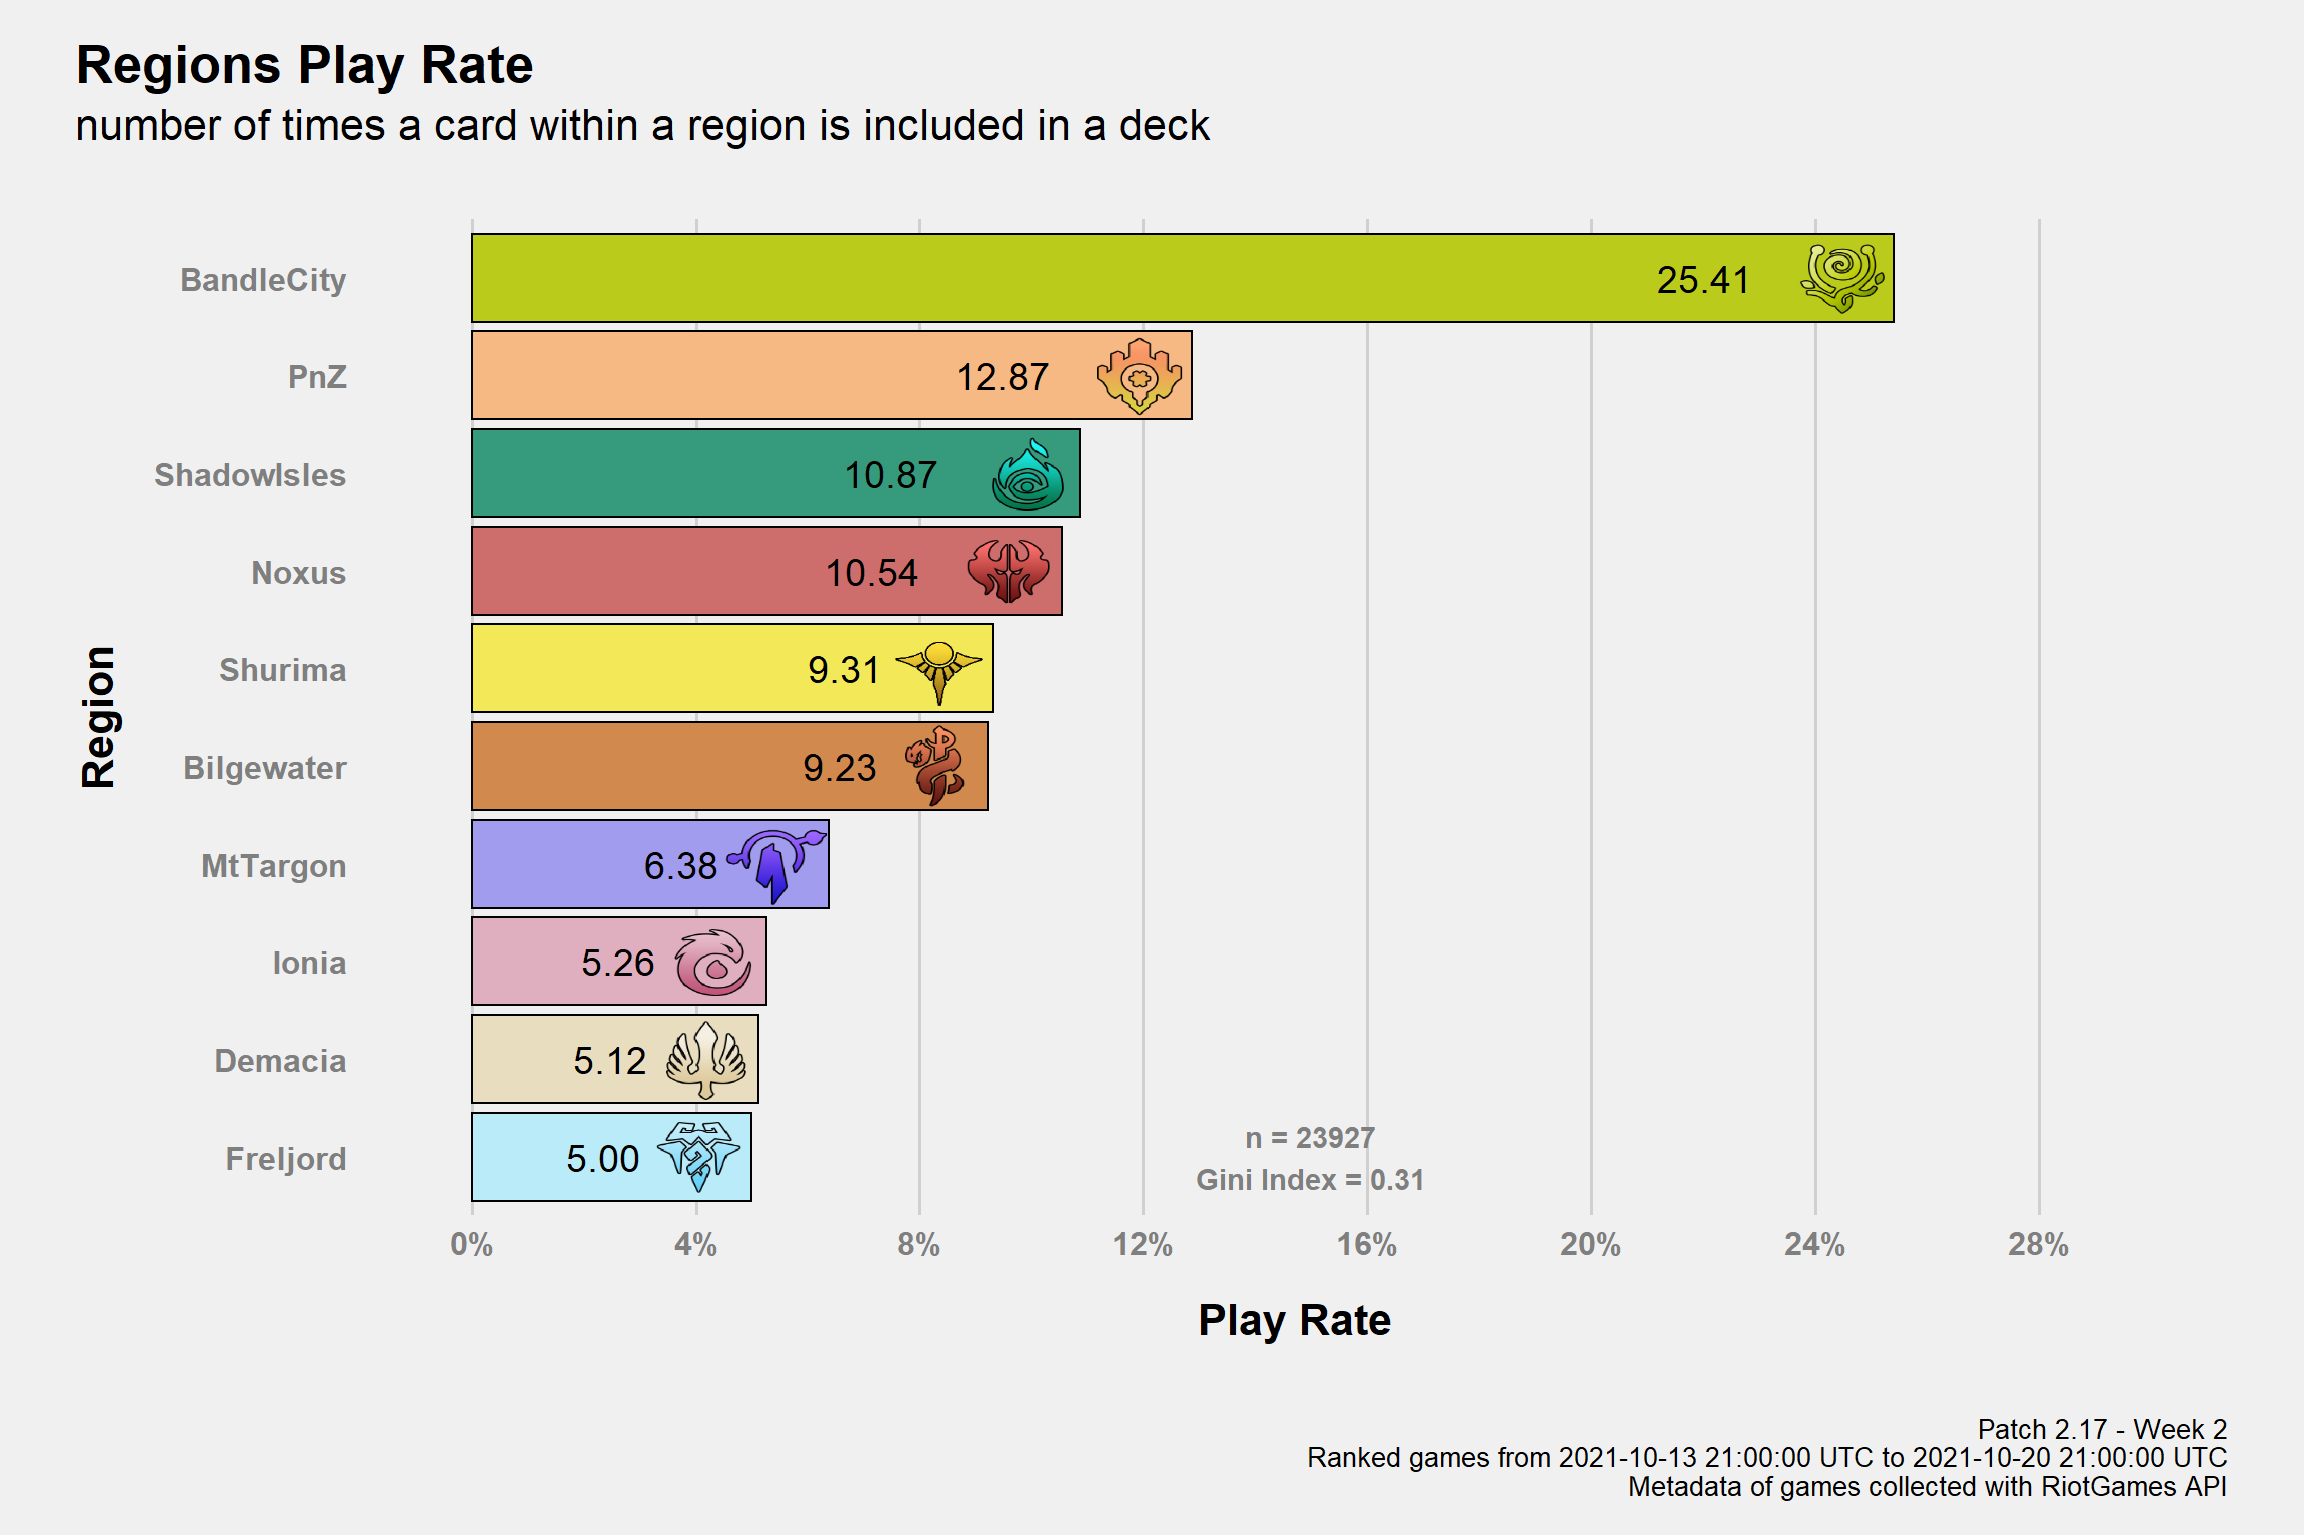 Regions Play Rate
number of times a card within a region is included in a deck
BandleCity
25.41
PnZ
12.87
ShadowIsles
10.87
Noxus
10.54
Shurima
9.31
Region
Bilgewater
9.23
MtTargon
6.38
Ionia
5.26
Demacia
5.12
Freljord
5.00
n = 23927
Gini Index = 0.31
0% 4% 8% 12% 16% 20% 24% 28%
Play Rate
Patch 2.17 - Week 2
Ranked games from 2021-10-13 21:00:00 UTC to 2021-10-20 21:00:00 UTC
Metadata of games collected with RiotGames API